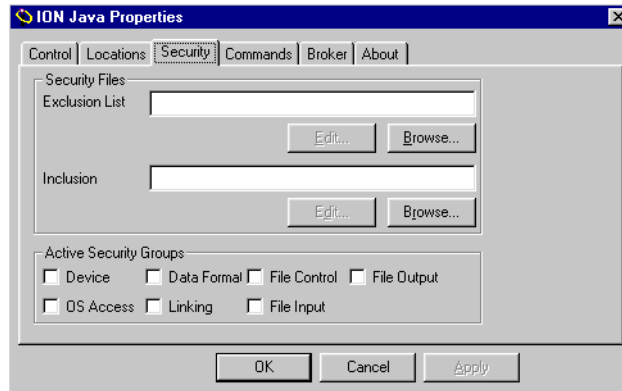 ION Java Properties
Control Locations Security Commands Broker About
Security Files
Exclusion List
Edit... Browse...
Inclusion
Edit... Browse...
Active Security Groups
Device Data Format File Control File Output
OS Access Linking File Input
OK Cancel Apply